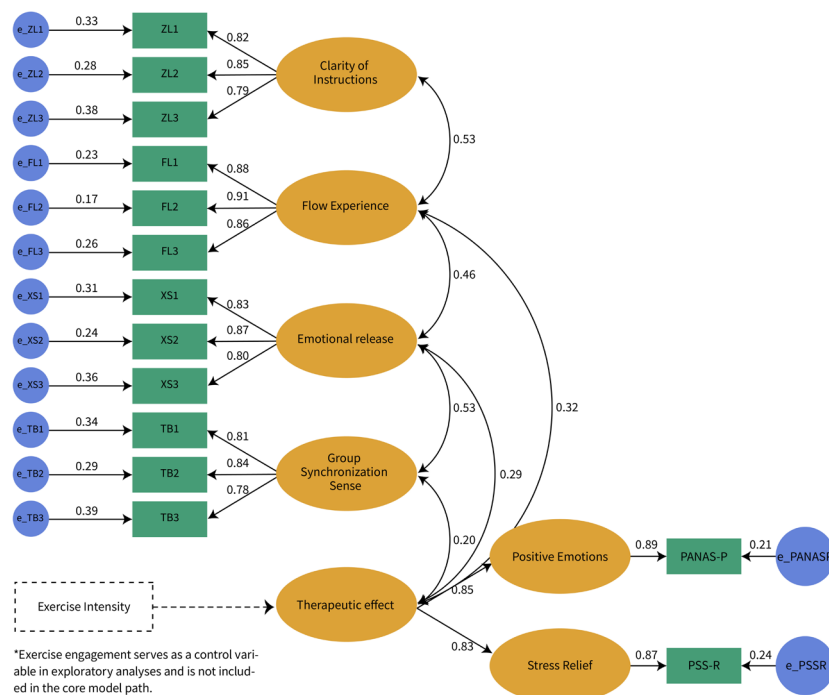 e_ZL1 0.33 ZL1
0.82
e_ZL2 0.28 ZL2
0.85
Clarity of
Instructions
0.79
e_ZL3 0.38 ZL3
0.53
e_FL1 0.23 FL1
0.88
e_FL2 0.17 FL2
0.91
Flow Experience
0.86
e_FL3 0.26 FL3
0.46
e_XS1 0.31 XS1
0.83
e_XS2 0.24 XS2
0.87
Emotional release
0.80
e_XS3 0.36 XS3
0.53
0.32
e_TB1 0.34 TB1
0.81
e_TB2 0.29 TB2
0.84
Group
Synchronization
Sense
0.29
0.78
e_TB3 0.39 TB3
0.20
Positive Emotions
0.89
PANAS-P
0.21
e_PANASP
0.85
Exercise Intensity
Therapeutic effect
0.83
Stress Relief
0.87
PSS-R
0.24
e_PSSR
*Exercise engagement serves as a control vari-
able in exploratory analyses and is not includ-
ed in the core model path.